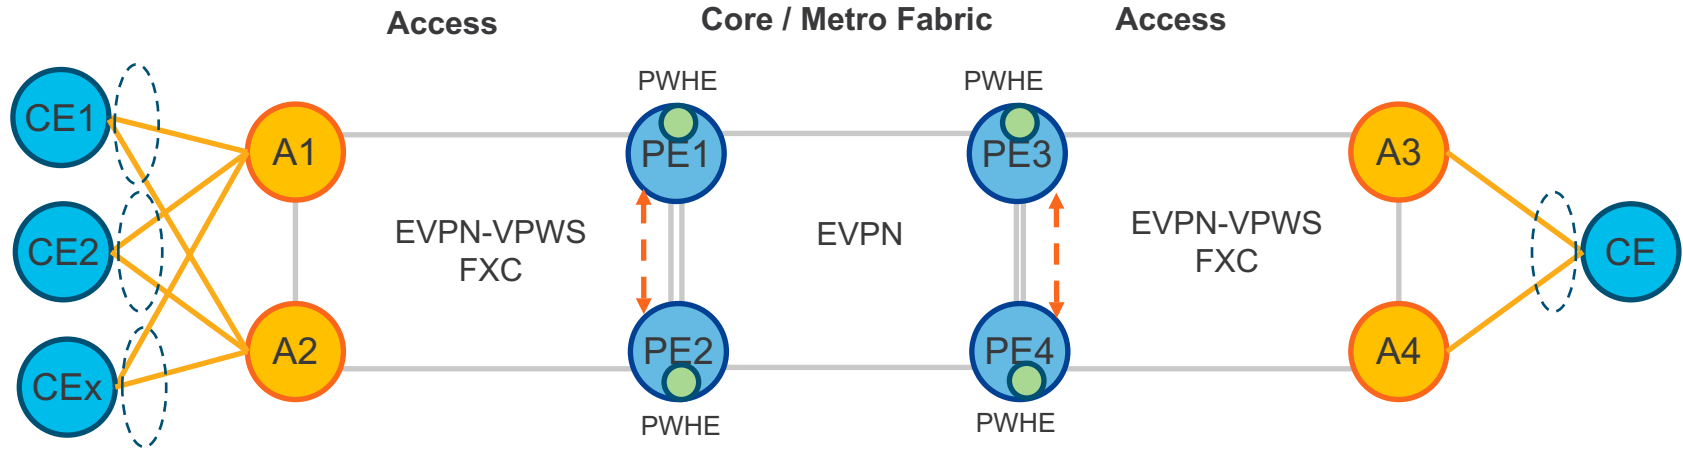 Access
Core / Metro Fabric
Access
PWHE
PWHE
CE1
A1
PE1
PE3
A3
CE2
EVPN-VPWS
FXC
EVPN
EVPN-VPWS
FXC
CE
CEx
A2
PE2
PE4
A4
PWHE
PWHE